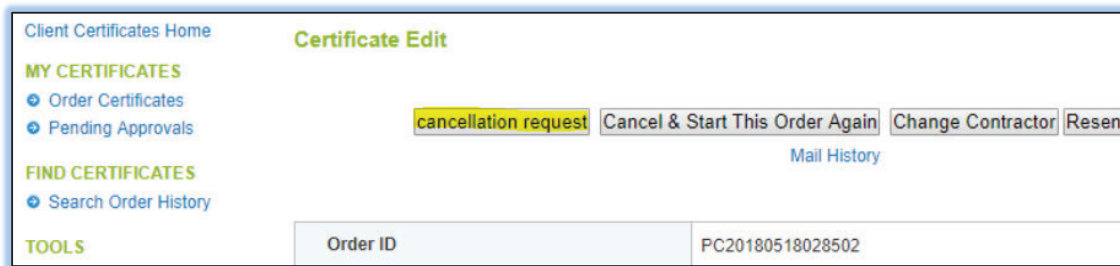 Client Certificates Home
MY CERTIFICATES
Order Certificates
Pending Approvals
FIND CERTIFICATES
Search Order History
TOOLS
Certificate Edit
cancellation request Cancel & Start This Order Again Change Contractor Resen
Mail History
Order ID PC20180518028502